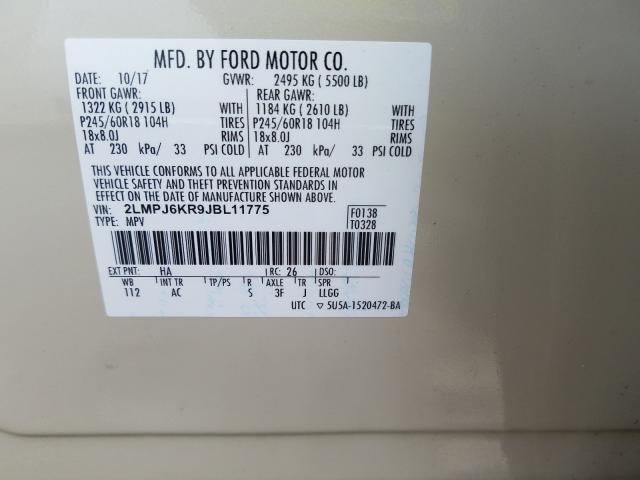 MFD. BY FORD MOTOR CO.
DATE: 10/17 GVWR: 2495 KG ( 5500 LB)
FRONT GAWR: REAR GAWR:
1322 KG ( 2915 LB) WITH 1184 KG ( 2610 LB) WITH
P245/60R18 104H TIRES P245/60R18 104H TIRES
18x8.0J RIMS 18x8.0J RIMS
AT 230 kPa/ 33 PSI COLD AT 230 kPa/ 33 PSI COLD
THIS VEHICLE CONFORMS TO ALL APPLICABLE FEDERAL MOTOR
VEHICLE SAFETY AND THEFT PREVENTION STANDARDS IN
EFFECT ON THE DATE OF MANUFACTURE SHOWN ABOVE.
VIN: 2LMPJ6KR9JBL11775 F0138
TYPE: MPV T0328
EXT PNT: HA RC: 26 DSO:
WB INT TR TP/PS R AXLE TR SPR
112 AC S 3F J LLGG
UTC ▽ 5U5A-1520472-BA